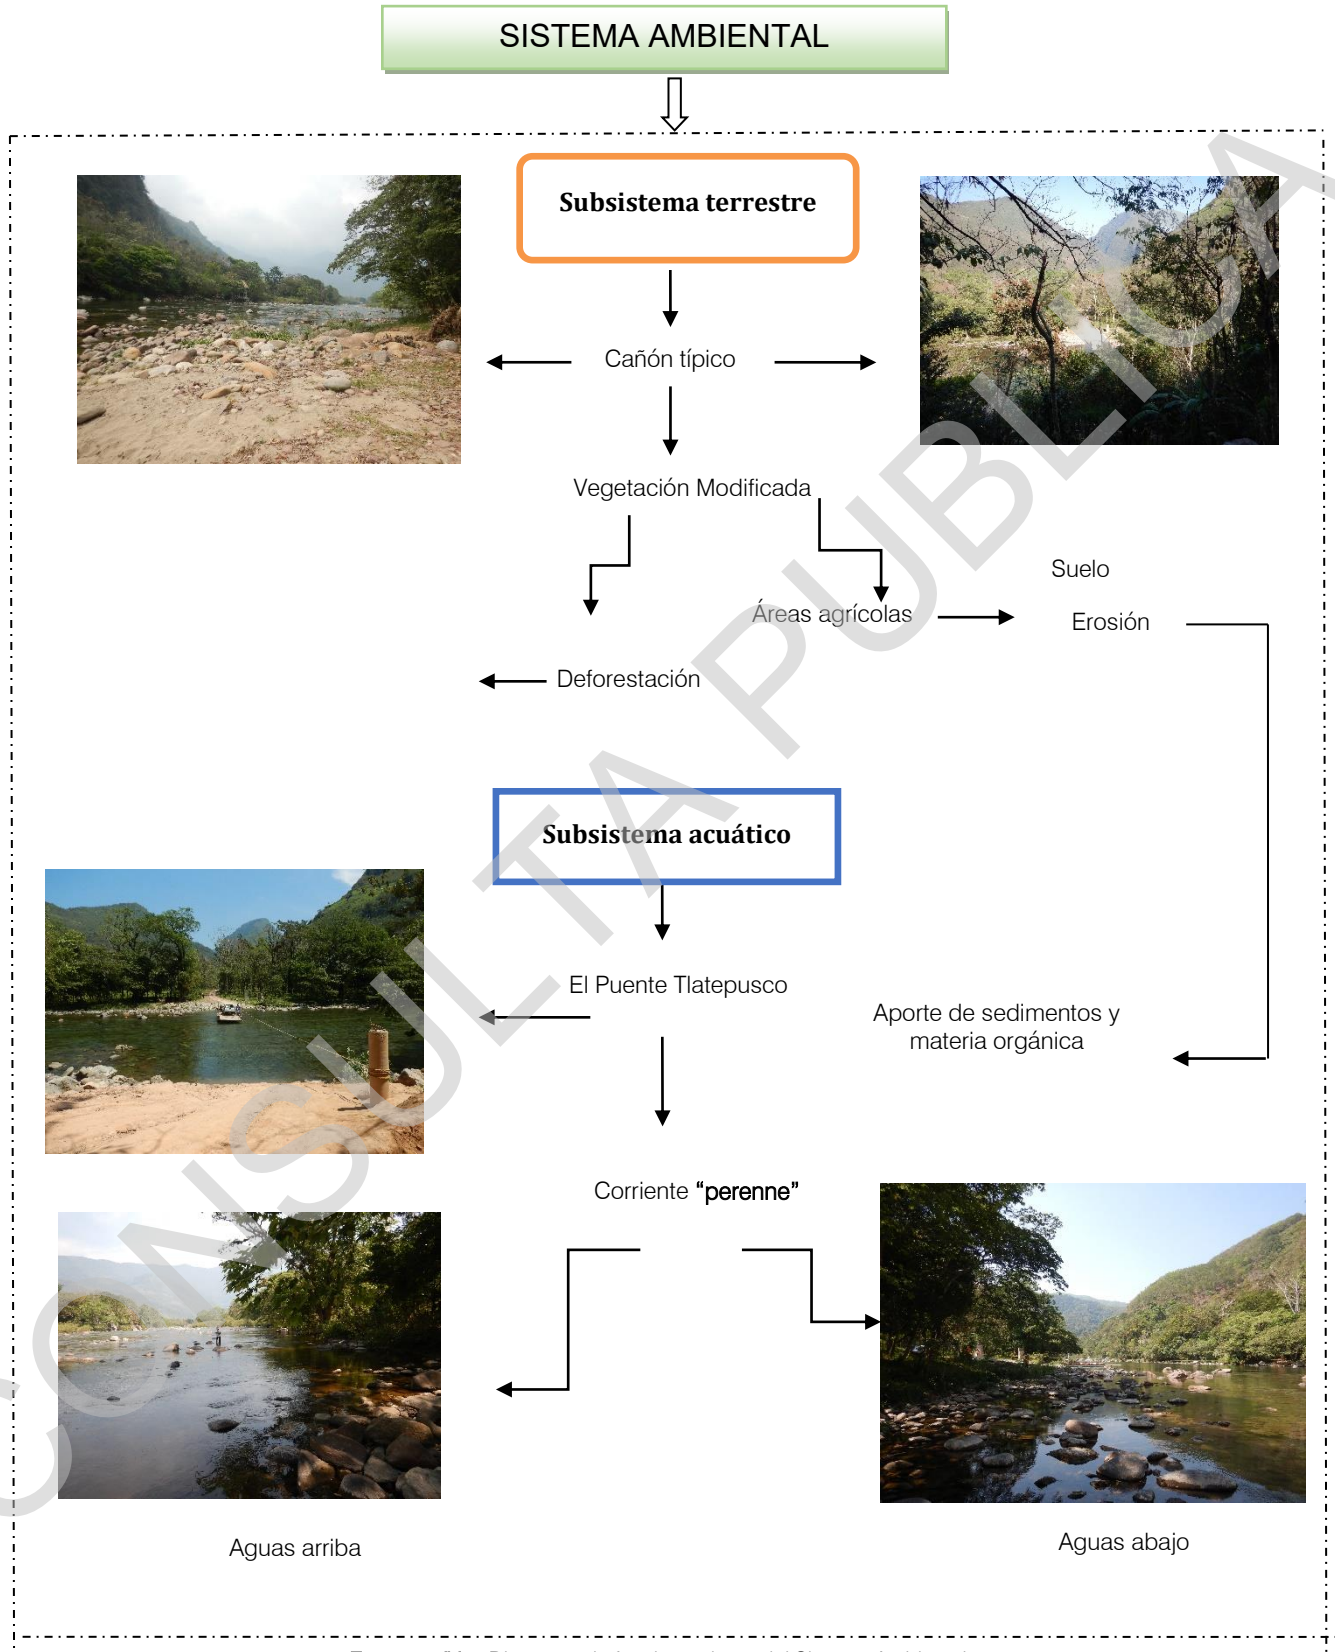 SISTEMA AMBIENTAL
Subsistema terrestre
Cañón típico
Vegetación Modificada
Suelo
Áreas agrícolas
Erosión
Deforestación
Subsistema acuático
El Puente Tlatepusco
Aporte de sedimentos y
materia orgánica
Corriente “perenne”
Aguas arriba
Aguas abajo
CONSULTA PUBLICA